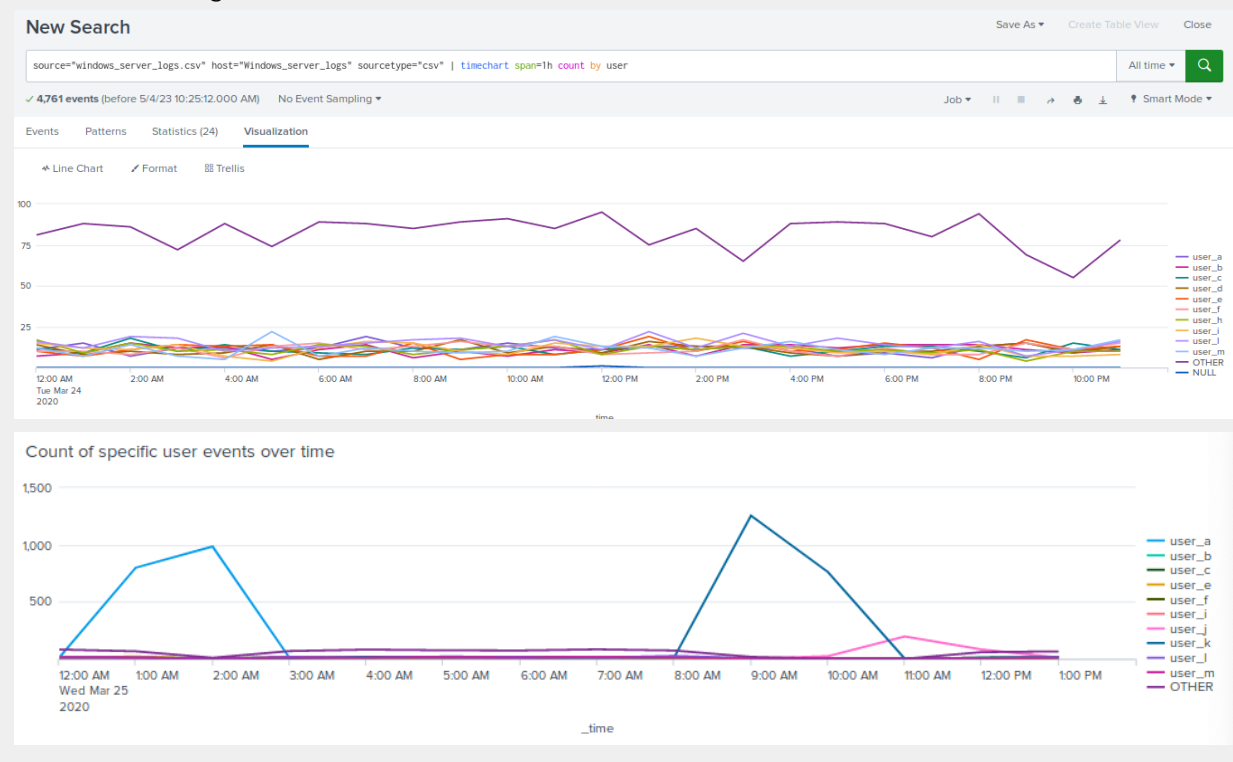 New Search
Save As ▾ Create Table View Close
source="windows_server_logs.csv" host="Windows_server_logs" sourcetype="csv" | timechart span=1h count by user
All time ▾
✓ 4,761 events (before 5/4/23 10:25:12.000 AM) No Event Sampling ▾
Job ▾ Smart Mode ▾
Events Patterns Statistics (24) Visualization
Line Chart Format Trellis
100
75
50
25
user_a
user_b
user_c
user_d
user_e
user_f
user_h
user_i
user_l
user_m
OTHER
NULL
12:00 AM 2:00 AM 4:00 AM 6:00 AM 8:00 AM 10:00 AM 12:00 PM 2:00 PM 4:00 PM 6:00 PM 8:00 PM 10:00 PM
Tue Mar 24
2020
time
Count of specific user events over time
1,500
1,000
500
user_a
user_b
user_c
user_e
user_f
user_i
user_j
user_k
user_l
user_m
OTHER
12:00 AM 1:00 AM 2:00 AM 3:00 AM 4:00 AM 5:00 AM 6:00 AM 7:00 AM 8:00 AM 9:00 AM 10:00 AM 11:00 AM 12:00 PM 1:00 PM
Wed Mar 25
2020
_time